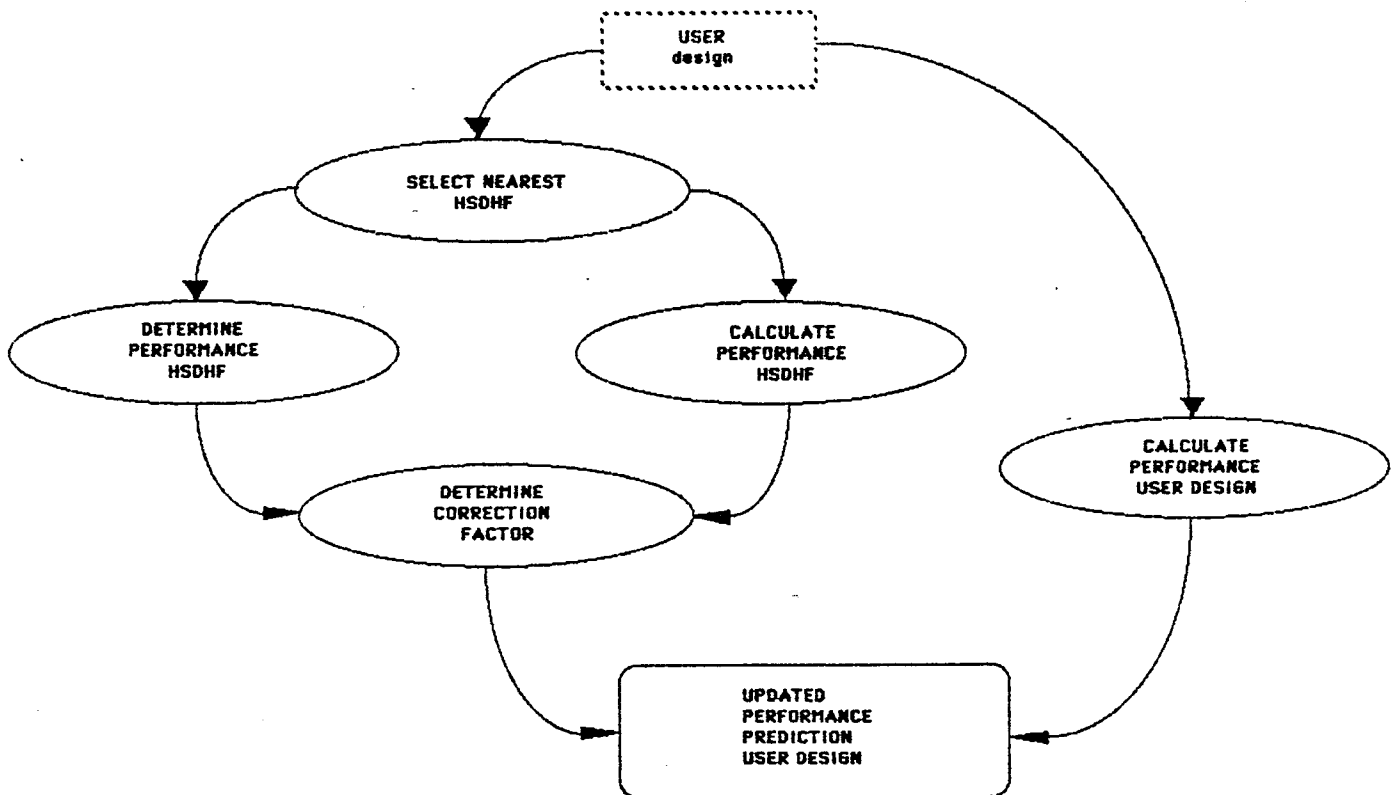 USER
design
SELECT NEAREST
HSDHF
DETERMINE
PERFORMANCE
HSDHF
CALCULATE
PERFORMANCE
HSDHF
CALCULATE
PERFORMANCE
USER DESIGN
DETERMINE
CORRECTION
FACTOR
UPDATED
PERFORMANCE
PREDICTION
USER DESIGN